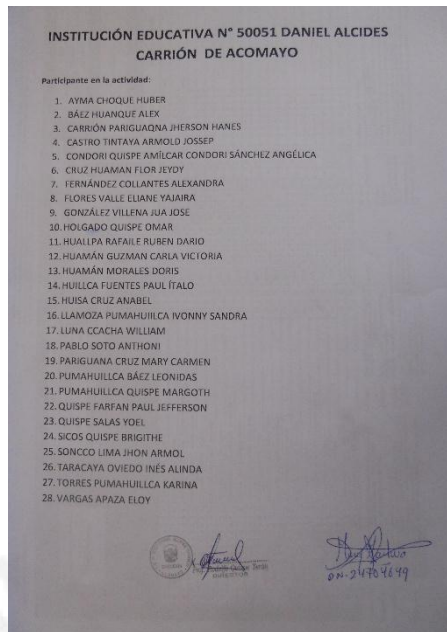 INSTITUCIÓN EDUCATIVA N° 50051 DANIEL ALCIDES
CARRIÓN DE ACOMAYO
Participante en la actividad:
1. AYMA CHOQUE HUBER
2. BÁEZ HUANQUE ALEX
3. CARRIÓN PARIGUAQNA JHERSON HANES
4. CASTRO TINTAYA ARMOLD JOSSEP
5. CONDORI QUISPE AMÍLCAR CONDORI SÁNCHEZ ANGÉLICA
6. CRUZ HUAMAN FLOR JEYDY
7. FERNÁNDEZ COLLANTES ALEXANDRA
8. FLORES VALLE ELIANE YAJAIRA
9. GONZÁLEZ VILLENA JUA JOSE
10. HOLGADO QUISPE OMAR
11. HUALLPA RAFAILE RUBEN DARIO
12. HUAMÁN GUZMAN CARLA VICTORIA
13. HUAMÁN MORALES DORIS
14. HUILLCA FUENTES PAUL ÍTALO
15. HUISA CRUZ ANABEL
16. LLAMOZA PUMAHUIILCA IVONNY SANDRA
17. LUNA CCACHA WILLIAM
18. PABLO SOTO ANTHONI
19. PARIGUANA CRUZ MARY CARMEN
20. PUMAHUILLCA BÁEZ LEONIDAS
21. PUMAHUILLCA QUISPE MARGOTH
22. QUISPE FARFAN PAUL JEFFERSON
23. QUISPE SALAS YOEL
24. SICOS QUISPE BRIGITHE
25. SONCCO LIMA JHON ARMOL
26. TARACAYA OVIEDO INÉS ALINDA
27. TORRES PUMAHUILLCA KARINA
28. VARGAS APAZA ELOY